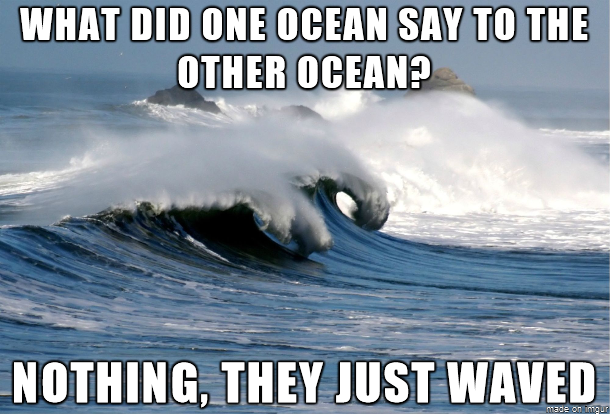 WHAT DID ONE OCEAN SAY TO THE
OTHER OCEAN?
NOTHING, THEY JUST WAVED
made on imgur